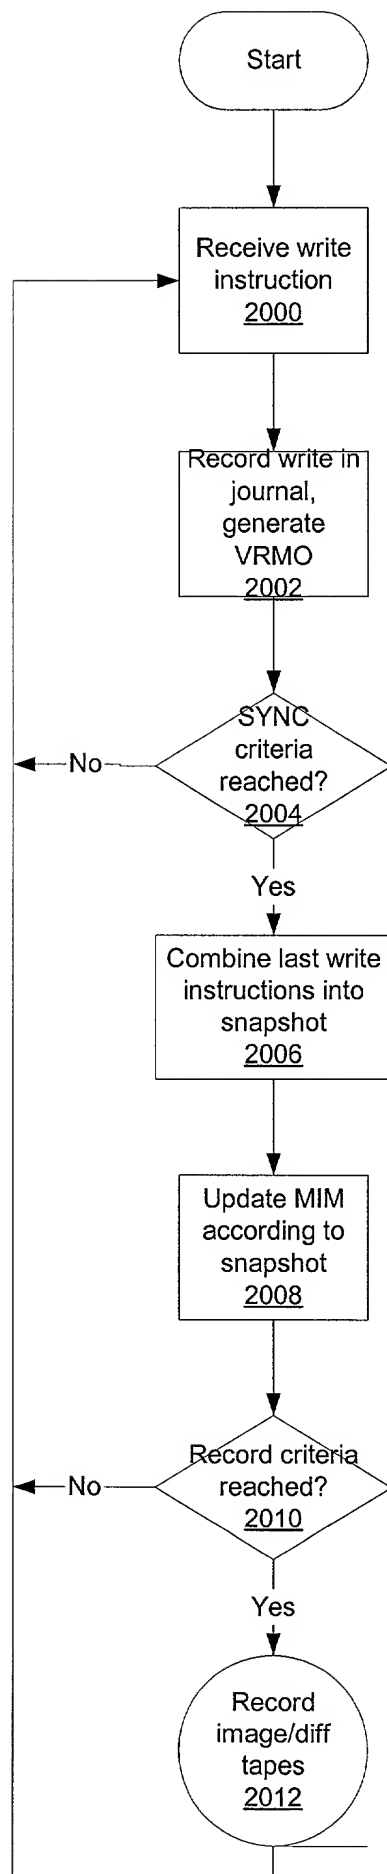 Start
Receive write
instruction
2000
Record write in
journal,
generate
VRMO
2002
SYNC
criteria
reached?
2004
No
Yes
Combine last write
instructions into
snapshot
2006
Update MIM
according to
snapshot
2008
Record criteria
reached?
2010
No
Yes
Record
image/diff
tapes
2012